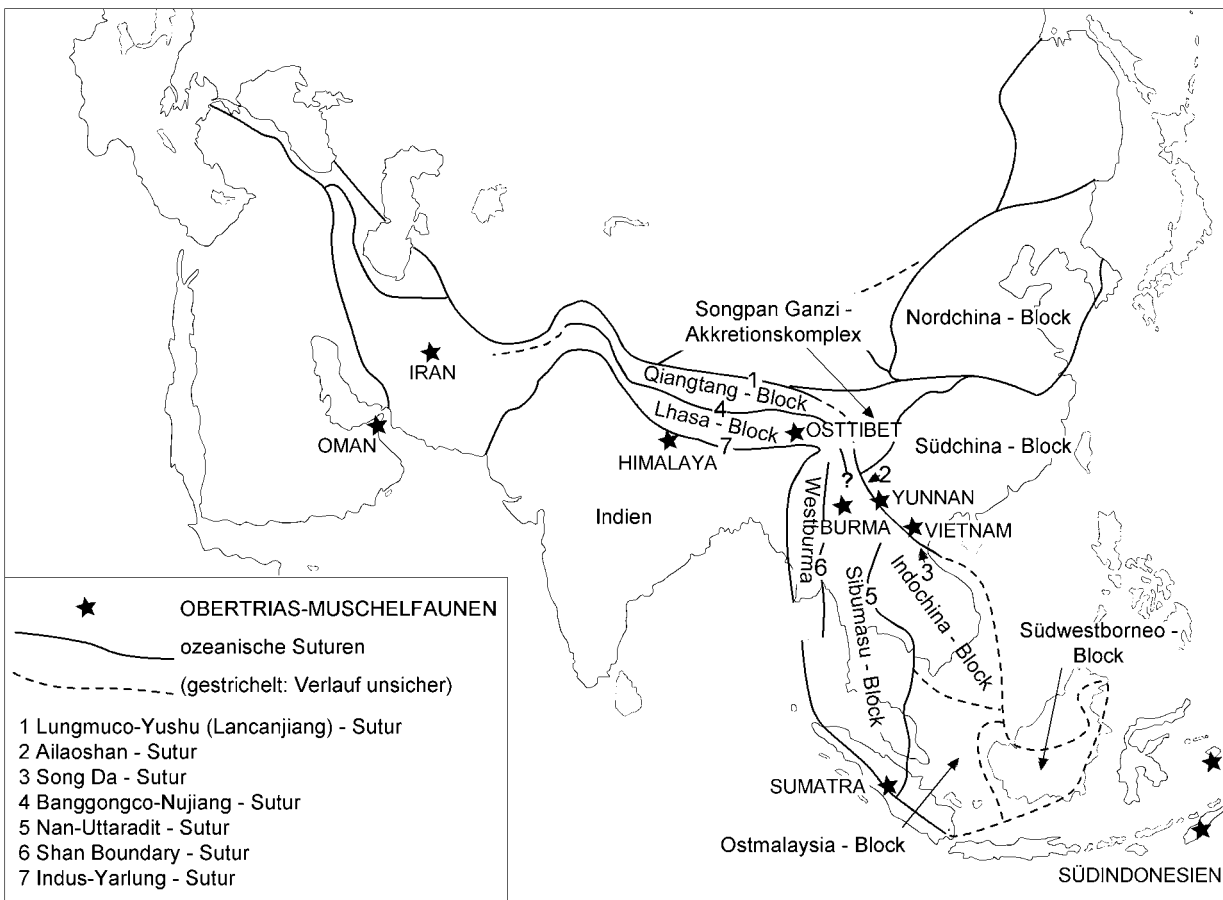 Songpan Ganzi -
Akkretionskomplex
Nordchina - Block
IRAN
Qiangtang - Block
1
4
Lhasa - Block
7
OSTTIBET
OMAN
HIMALAYA
Südchina - Block
?
2
YUNNAN
Indien
Westburma
BURMA
VIETNAM
6
3
5
Sibumasu - Block
Indochina - Block
Südwestborneo -
Block
OBERTRIAS-MUSCHELFAUNEN
ozeanische Suturen
(gestrichelt: Verlauf unsicher)
1 Lungmuco-Yushu (Lancanjiang) - Sutur
2 Ailaoshan - Sutur
3 Song Da - Sutur
4 Banggongco-Nujiang - Sutur
5 Nan-Uttaradit - Sutur
6 Shan Boundary - Sutur
7 Indus-Yarlung - Sutur
SUMATRA
Ostmalaysia - Block
SÜDINDONESIEN